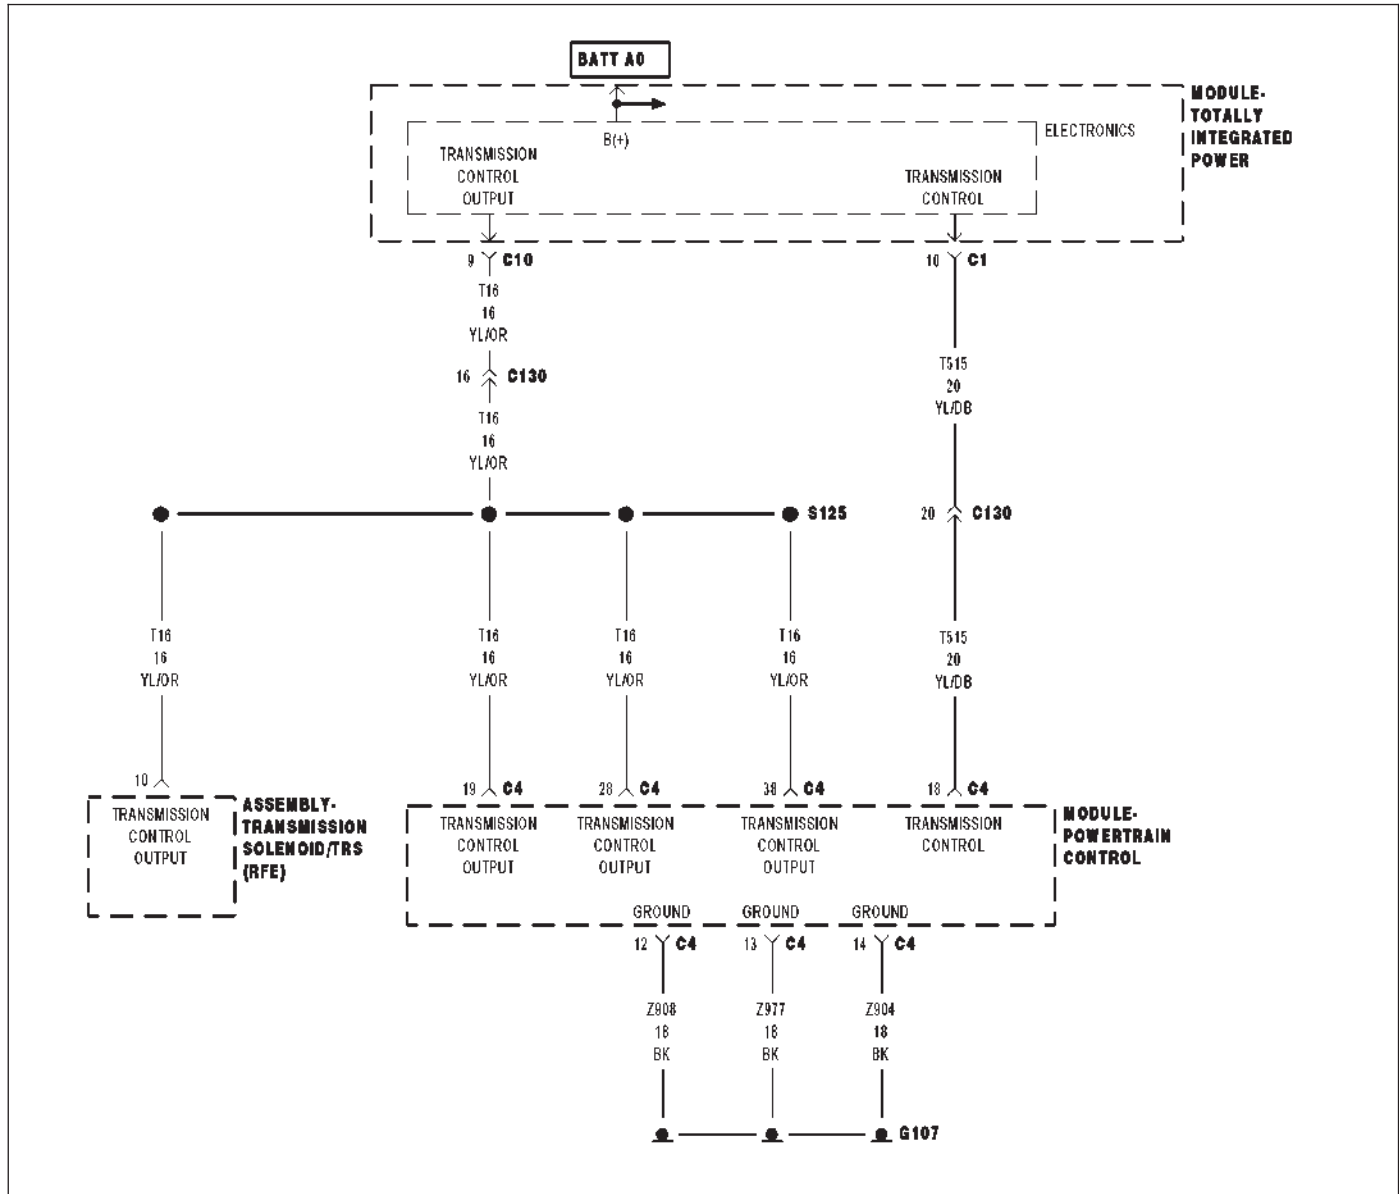 BATT A0
MODULE-
TOTALLY
INTEGRATED
POWER
ELECTRONICS
B(+)
TRANSMISSION
CONTROL
OUTPUT
TRANSMISSION
CONTROL
9 C10
10 C1
T16
16
YL/OR
T515
20
YL/DB
16 C130
T16
16
YL/OR
S125
20 C130
T16
16
YL/OR
T16
16
YL/OR
T16
16
YL/OR
T16
16
YL/OR
T515
20
YL/DB
10
19 C4
28 C4
38 C4
18 C4
TRANSMISSION
CONTROL
OUTPUT
ASSEMBLY-
TRANSMISSION
SOLENOID/TRS
(RFE)
TRANSMISSION
CONTROL
OUTPUT
TRANSMISSION
CONTROL
OUTPUT
TRANSMISSION
CONTROL
OUTPUT
TRANSMISSION
CONTROL
MODULE-
POWERTRAIN
CONTROL
GROUND
GROUND
GROUND
12 C4
13 C4
14 C4
Z908
18
BK
Z977
18
BK
Z904
18
BK
G107